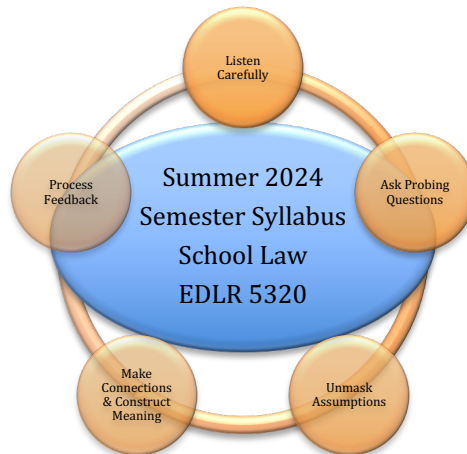 Listen
Carefully
Process
Feedback
Summer 2024
Semester Syllabus
School Law
EDLR 5320
Ask Probing
Questions
Make
Connections
& Construct
Meaning
Unmask
Assumptions